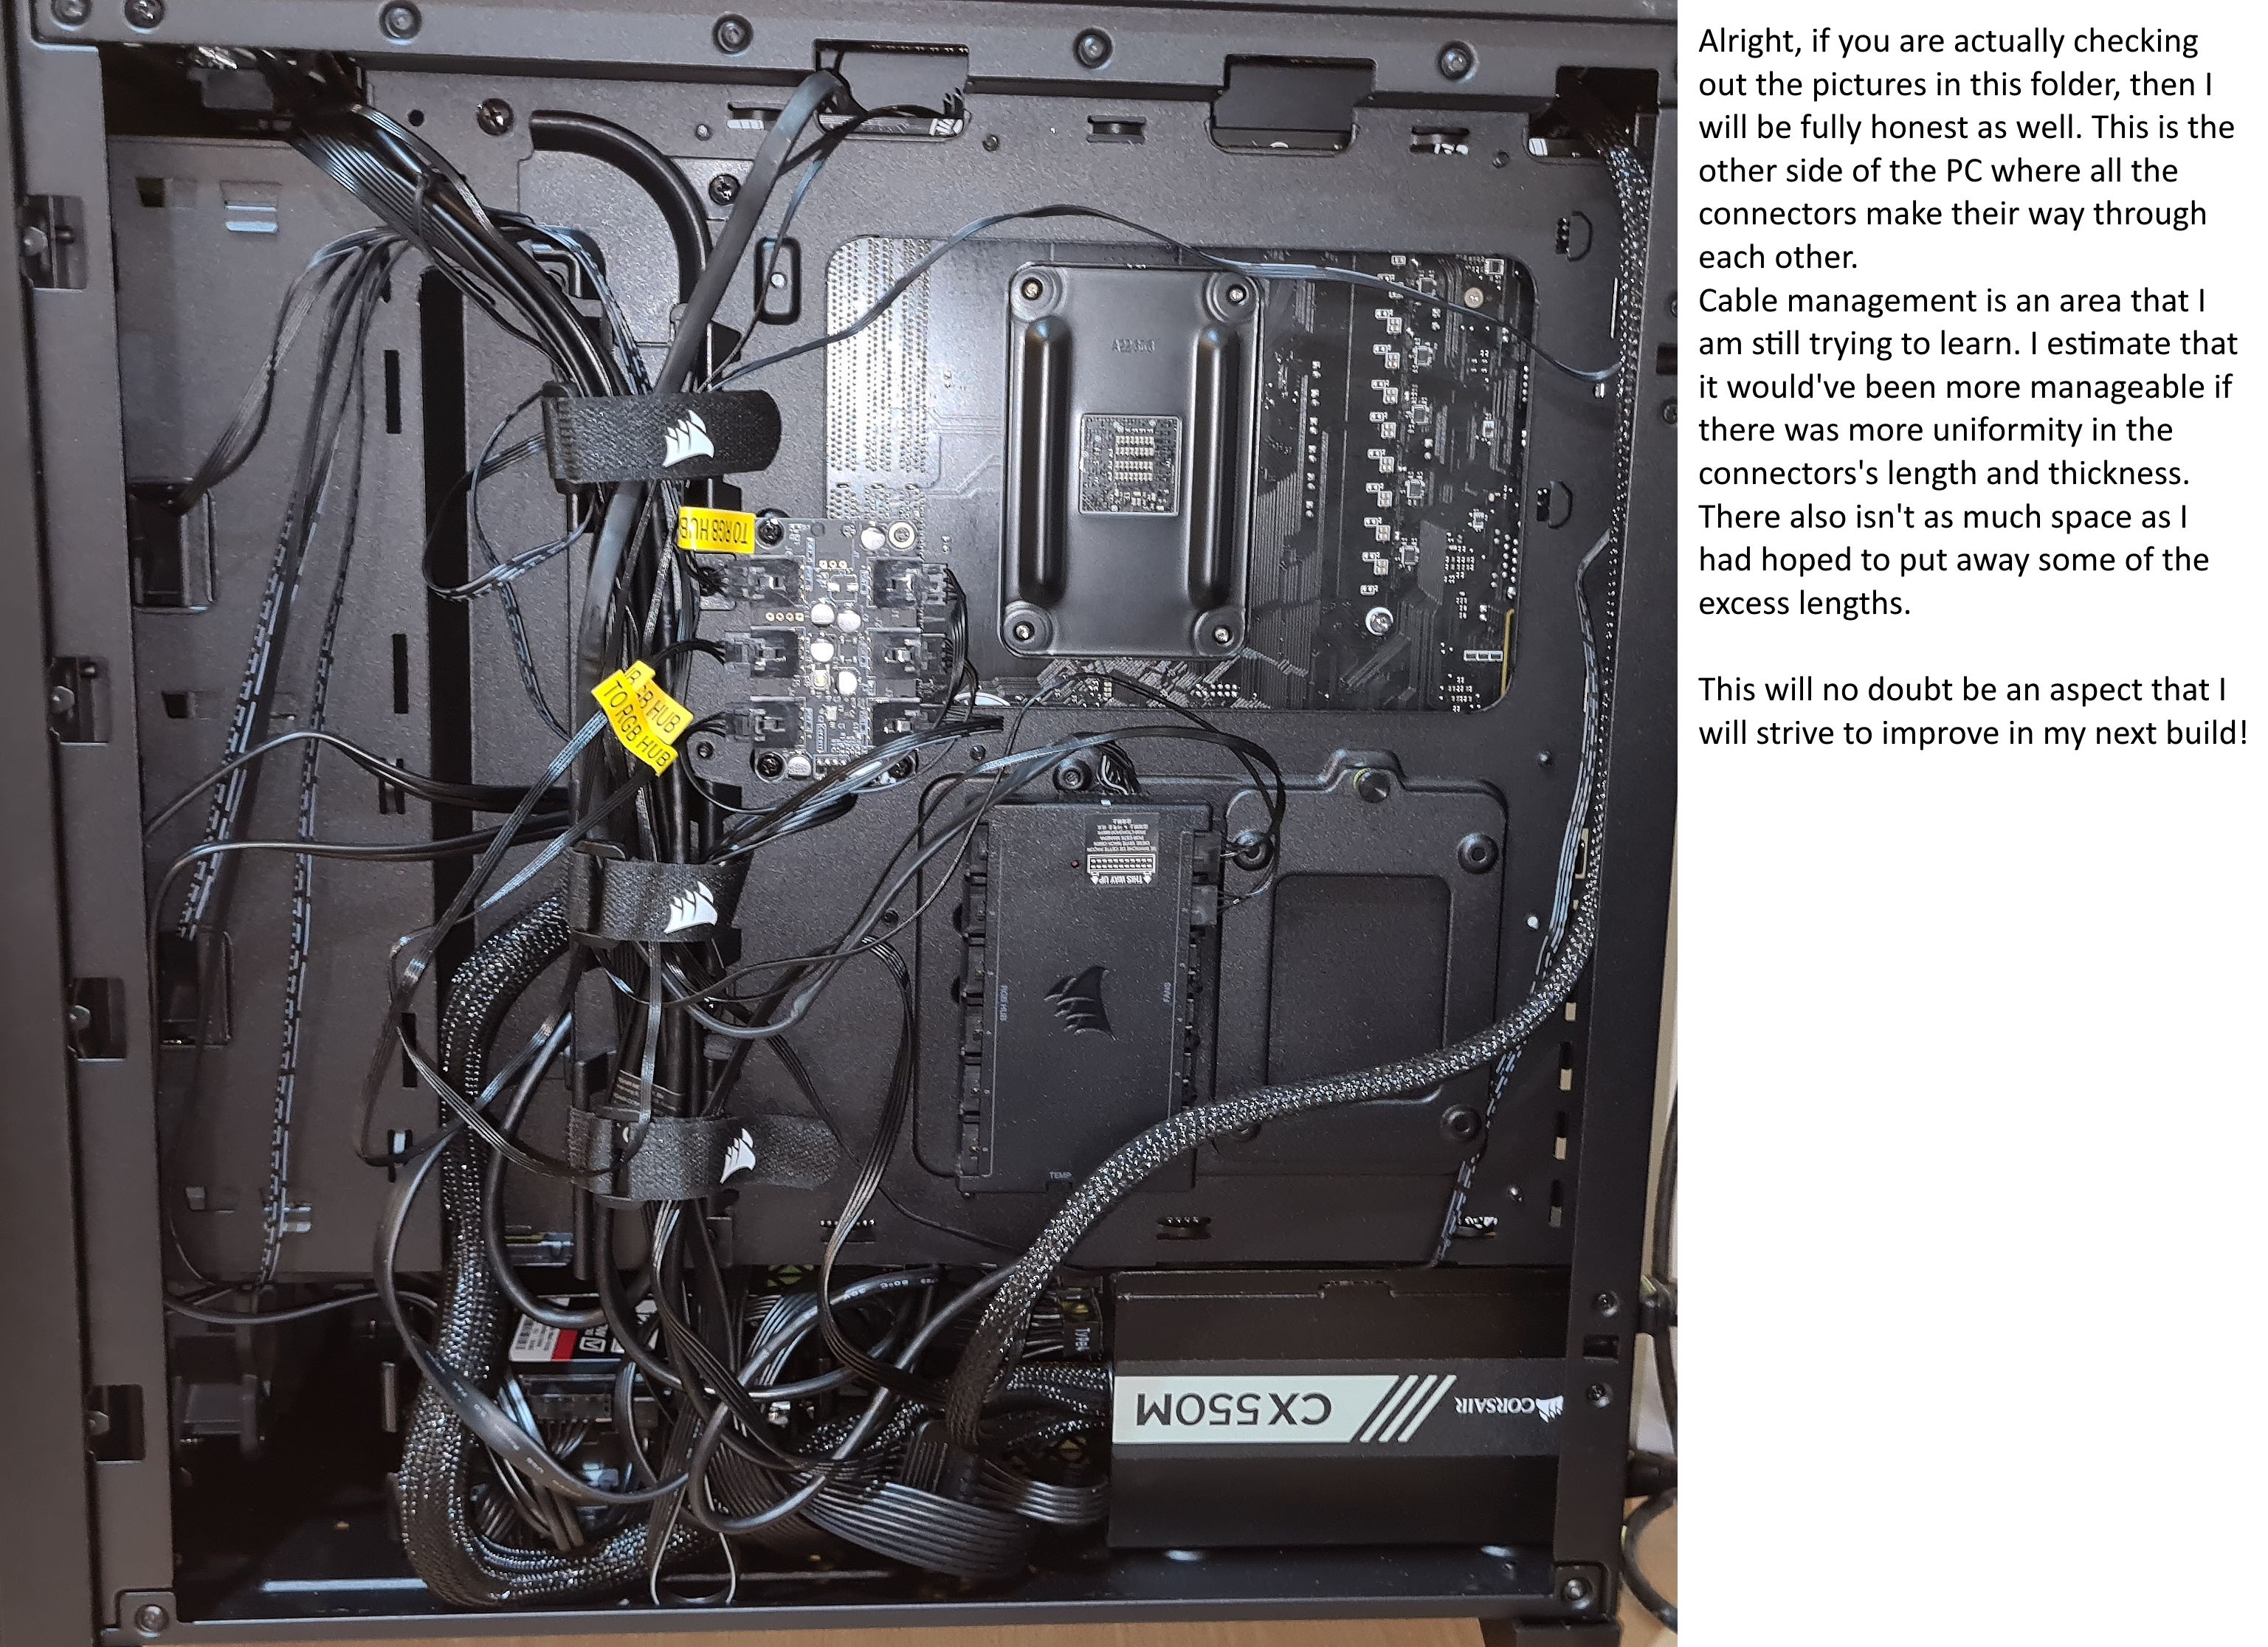 Alright, if you are actually checking
out the pictures in this folder, then I
will be fully honest as well. This is the
other side of the PC where all the
connectors make their way through
each other.
Cable management is an area that I
am still trying to learn. I estimate that
it would've been more manageable if
there was more uniformity in the
connectors's length and thickness.
There also isn't as much space as I
had hoped to put away some of the
excess lengths.
This will no doubt be an aspect that I
will strive to improve in my next build!
TO RGB HUB
RGB HUB
TO RGB HUB
THIS WAY UP
RGB HUB
FANS
TEMP
Type4
80°C
CX550M
CORSAIR